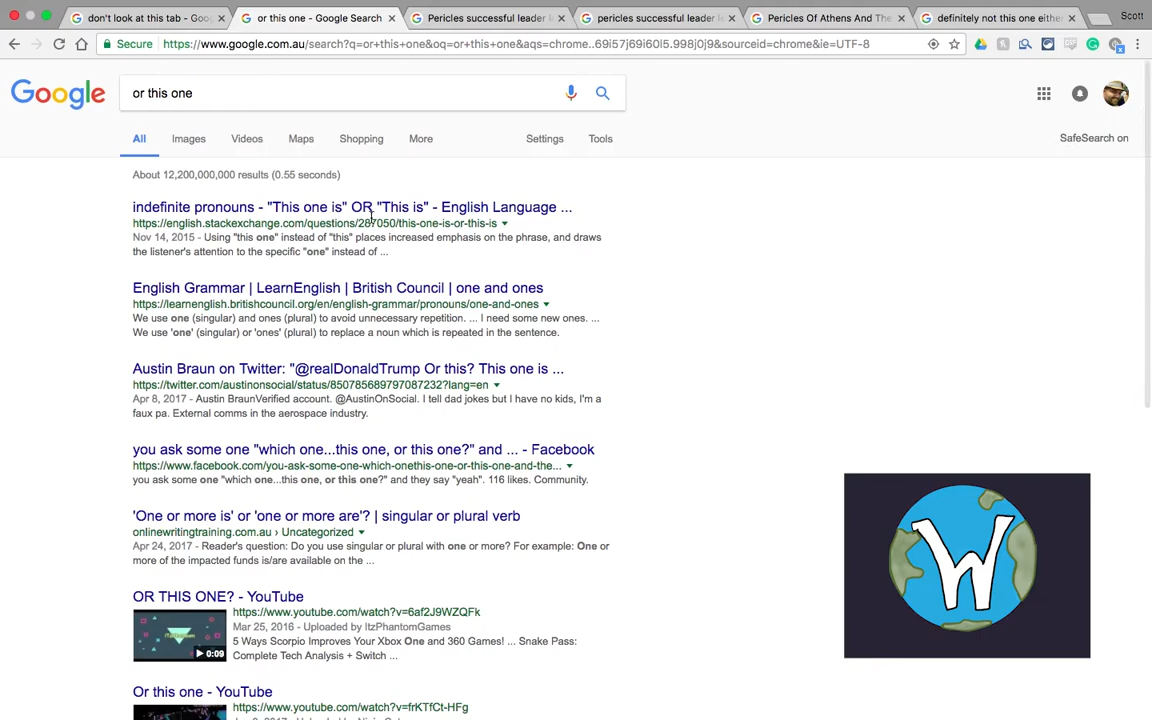 don't look at this tab - Goog
or this one - Google Search
Pericles successful leader
pericles successful leader
Pericles Of Athens And The
definitely not this one either
Scott
Secure
https://www.google.com.au/search?q=or+this+one&oq=or+this+one&aqs=chrome..69i57j69i60l5.998j0j9&sourceid=chrome&ie=UTF-8
Google
or this one
All Images Videos Maps Shopping More Settings Tools
SafeSearch on
About 12,200,000,000 results (0.55 seconds)
indefinite pronouns - "This one is" OR "This is" - English Language ...
https://english.stackexchange.com/questions/287050/this-one-is-or-this-is
Nov 14, 2015 - Using "this one" instead of "this" places increased emphasis on the phrase, and draws
the listener's attention to the specific "one" instead of ...
English Grammar | LearnEnglish | British Council | one and ones
https://learnenglish.britishcouncil.org/en/english-grammar/pronouns/one-and-ones
We use one (singular) and ones (plural) to avoid unnecessary repetition. ... I need some new ones. ...
We use 'one' (singular) or 'ones' (plural) to replace a noun which is repeated in the sentence.
Austin Braun on Twitter: "@realDonaldTrump Or this? This one is ...
https://twitter.com/austinonsocial/status/850785689797087232?lang=en
Apr 8, 2017 - Austin BraunVerified account. @AustinOnSocial. I tell dad jokes but I have no kids, I'm a
faux pa. External comms in the aerospace industry.
you ask some one "which one...this one, or this one?" and ... - Facebook
https://www.facebook.com/you-ask-some-one-which-onethis-one-or-this-one-and-the...
you ask some one "which one...this one, or this one?" and they say "yeah". 116 likes. Community.
'One or more is' or 'one or more are'? | singular or plural verb
onlinewritingtraining.com.au › Uncategorized
Apr 24, 2017 - Reader's question: Do you use singular or plural with one or more? For example: One or
more of the impacted funds is/are available on the ...
OR THIS ONE? - YouTube
https://www.youtube.com/watch?v=6af2J9WZQFk
Mar 25, 2016 - Uploaded by ItzPhantomGames
5 Ways Scorpio Improves Your Xbox One and 360 Games! ... Snake Pass:
Complete Tech Analysis + Switch ...
0:09
Or this one - YouTube
https://www.youtube.com/watch?v=frKTfCt-HFg
W